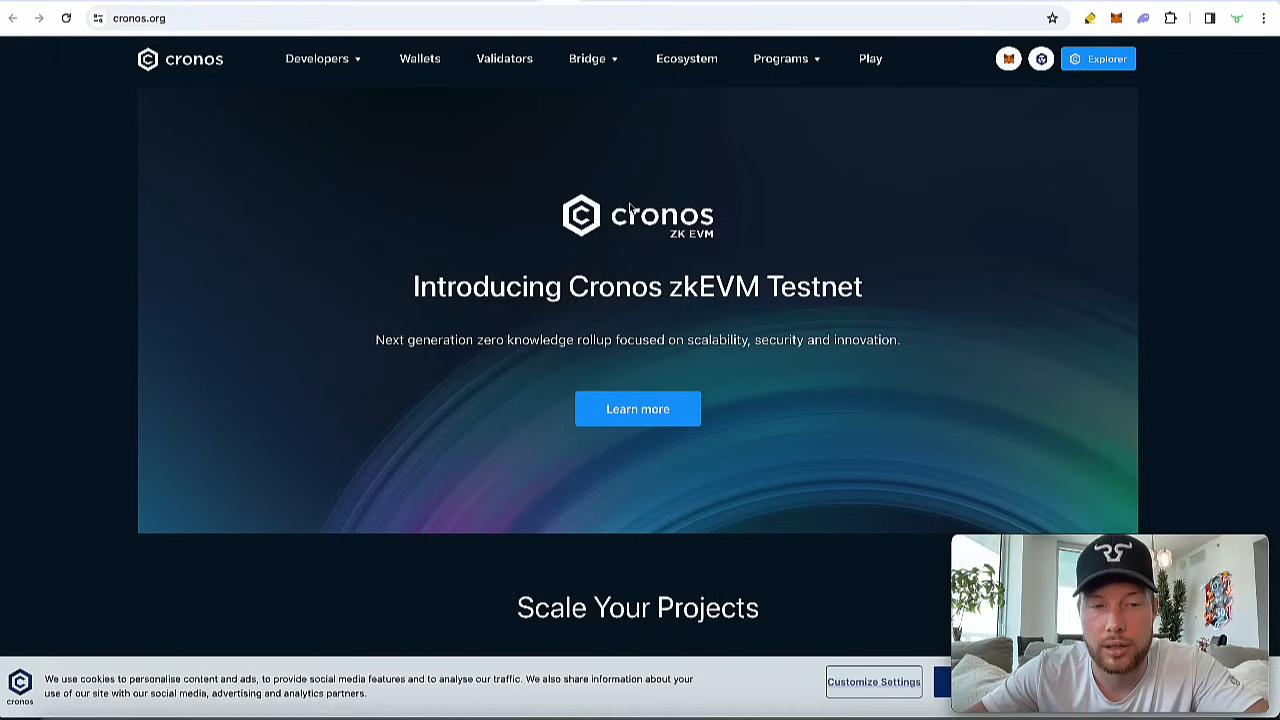 cronos.org
cronos
Developers
Wallets
Validators
Bridge
Ecosystem
Programs
Play
Explorer
cronos
ZK EVM
Introducing Cronos zkEVM Testnet
Next generation zero knowledge rollup focused on scalability, security and innovation.
Learn more
Scale Your Projects
cronos
We use cookies to personalise content and ads, to provide social media features and to analyse our traffic. We also share information about your
use of our site with our social media, advertising and analytics partners.
Customize Settings